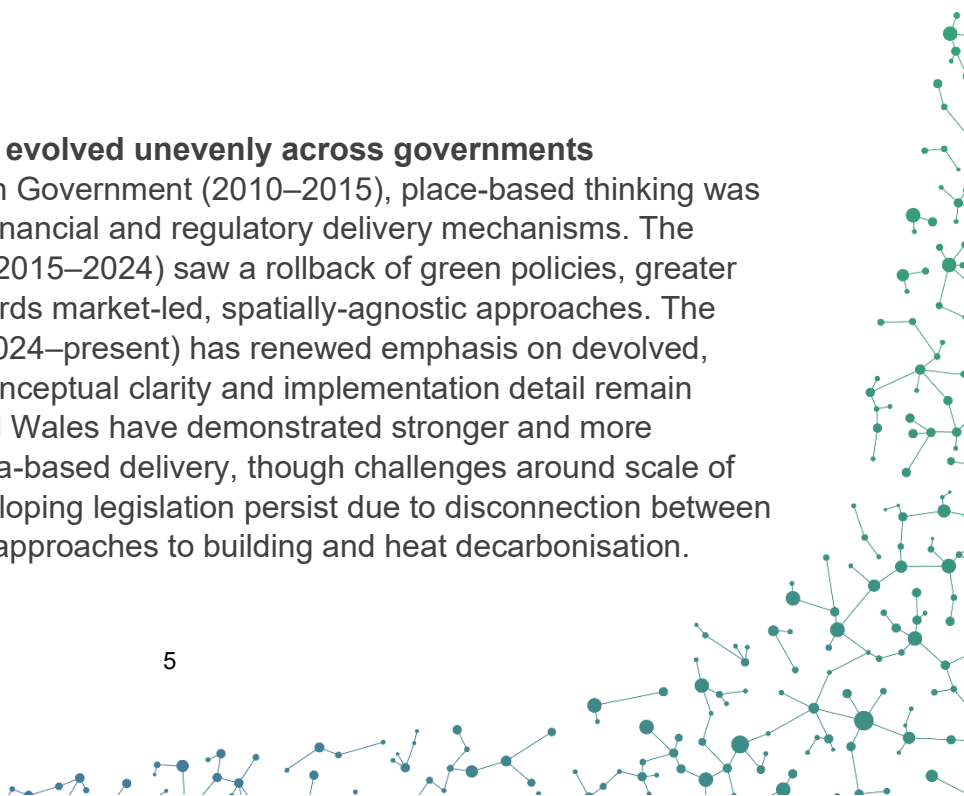 evolved unevenly across governments
n Government (2010–2015), place-based thinking was
nancial and regulatory delivery mechanisms. The
2015–2024) saw a rollback of green policies, greater
rds market-led, spatially-agnostic approaches. The
024–present) has renewed emphasis on devolved,
nceptual clarity and implementation detail remain
Wales have demonstrated stronger and more
a-based delivery, though challenges around scale of
loping legislation persist due to disconnection between
approaches to building and heat decarbonisation.
5